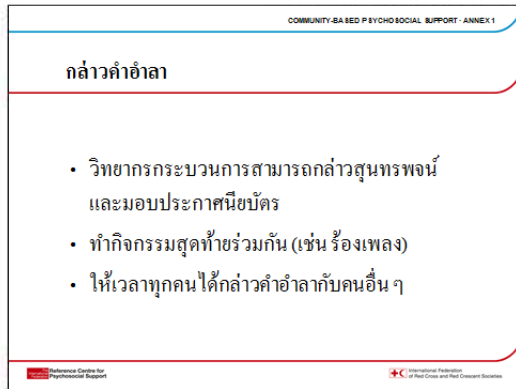 COMMUNITY-BASED PSYCHOSOCIAL SUPPORT · ANNEX 1
กล่าวคำอำลา
• วิทยากรกระบวนการสามารถกล่าวสุนทรพจน์
และมอบประกาศนียบัตร
• ทำกิจกรรมสุดท้ายร่วมกัน (เช่น ร้องเพลง)
• ให้เวลาทุกคนได้กล่าวคำอำลากับคนอื่น ๆ
Reference Centre for
Psychosocial Support
International Federation
of Red Cross and Red Crescent Societies